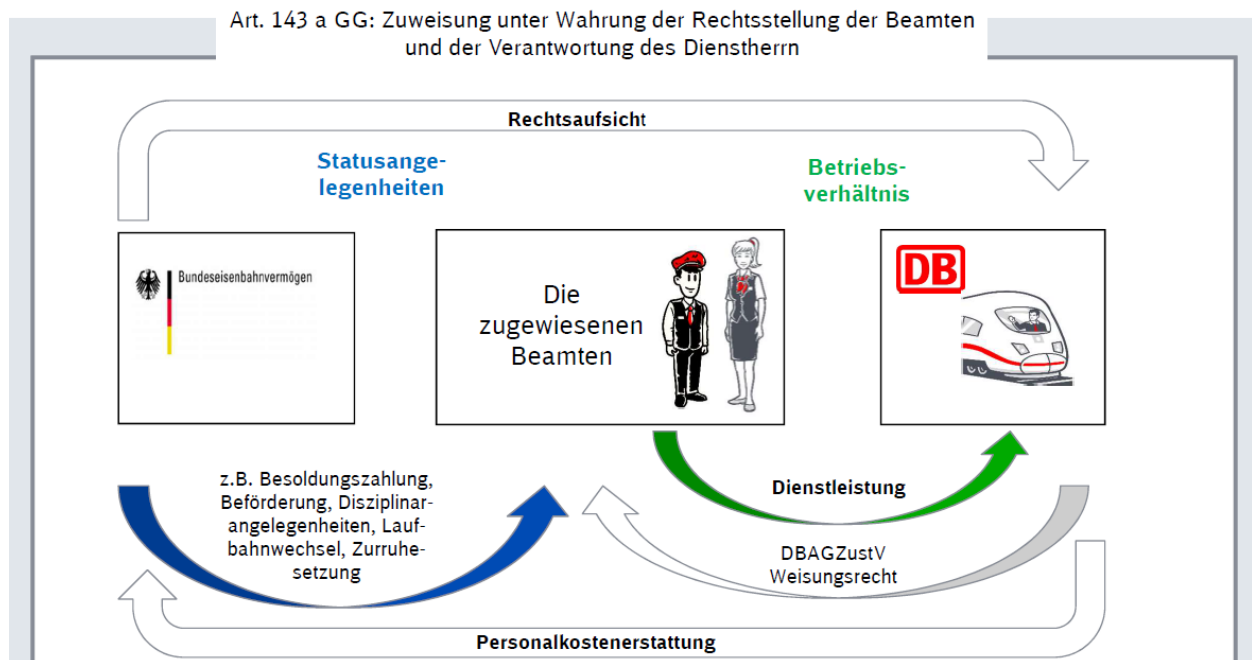 Art. 143 a GG: Zuweisung unter Wahrung der Rechtsstellung der Beamten
und der Verantwortung des Dienstherrn
Rechtsaufsicht
Statusange-
legenheiten
Betriebs-
verhältnis
Bundeseisenbahnvermögen
Die
zugewiesenen
Beamten
DB
z.B. Besoldungszahlung,
Beförderung, Disziplinar-
angelegenheiten, Lauf-
bahnwechsel, Zurruhe-
setzung
Dienstleistung
DBAGZustV
Weisungsrecht
Personalkostenerstattung